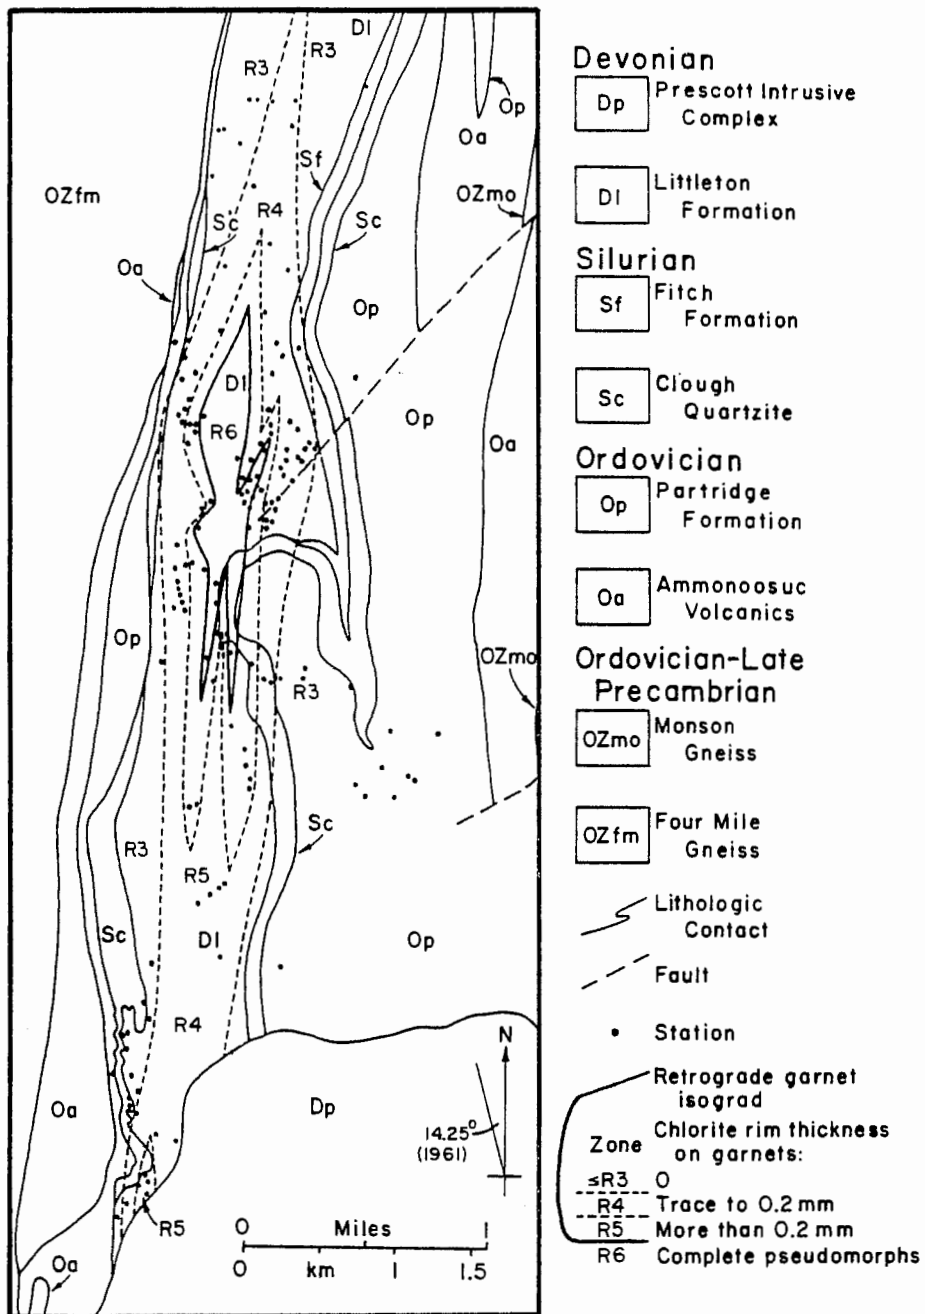 Dl
R3
R3
Op
Oa
Sf
OZfm
OZmo
R4
Sc
Sc
Oa
Op
Dl
Op
R6
Oa
Op
OZmo
R3
Sc
R3
R5
Sc
Dl
Op
R4
N
Oa
Dp
14.25°
(1961)
R5
0 Miles 1
Oa
0 km 1 1.5
Devonian
Dp Prescott Intrusive
Complex
Dl Littleton
Formation
Silurian
Sf Fitch
Formation
Sc Clough
Quartzite
Ordovician
Op Partridge
Formation
Oa Ammonoosuc
Volcanics
Ordovician-Late
Precambrian
OZmo Monson
Gneiss
OZfm Four Mile
Gneiss
Lithologic
Contact
Fault
Station
Retrograde garnet
isograd
Zone Chlorite rim thickness
on garnets:
≤R3 0
R4 Trace to 0.2 mm
R5 More than 0.2 mm
R6 Complete pseudomorphs